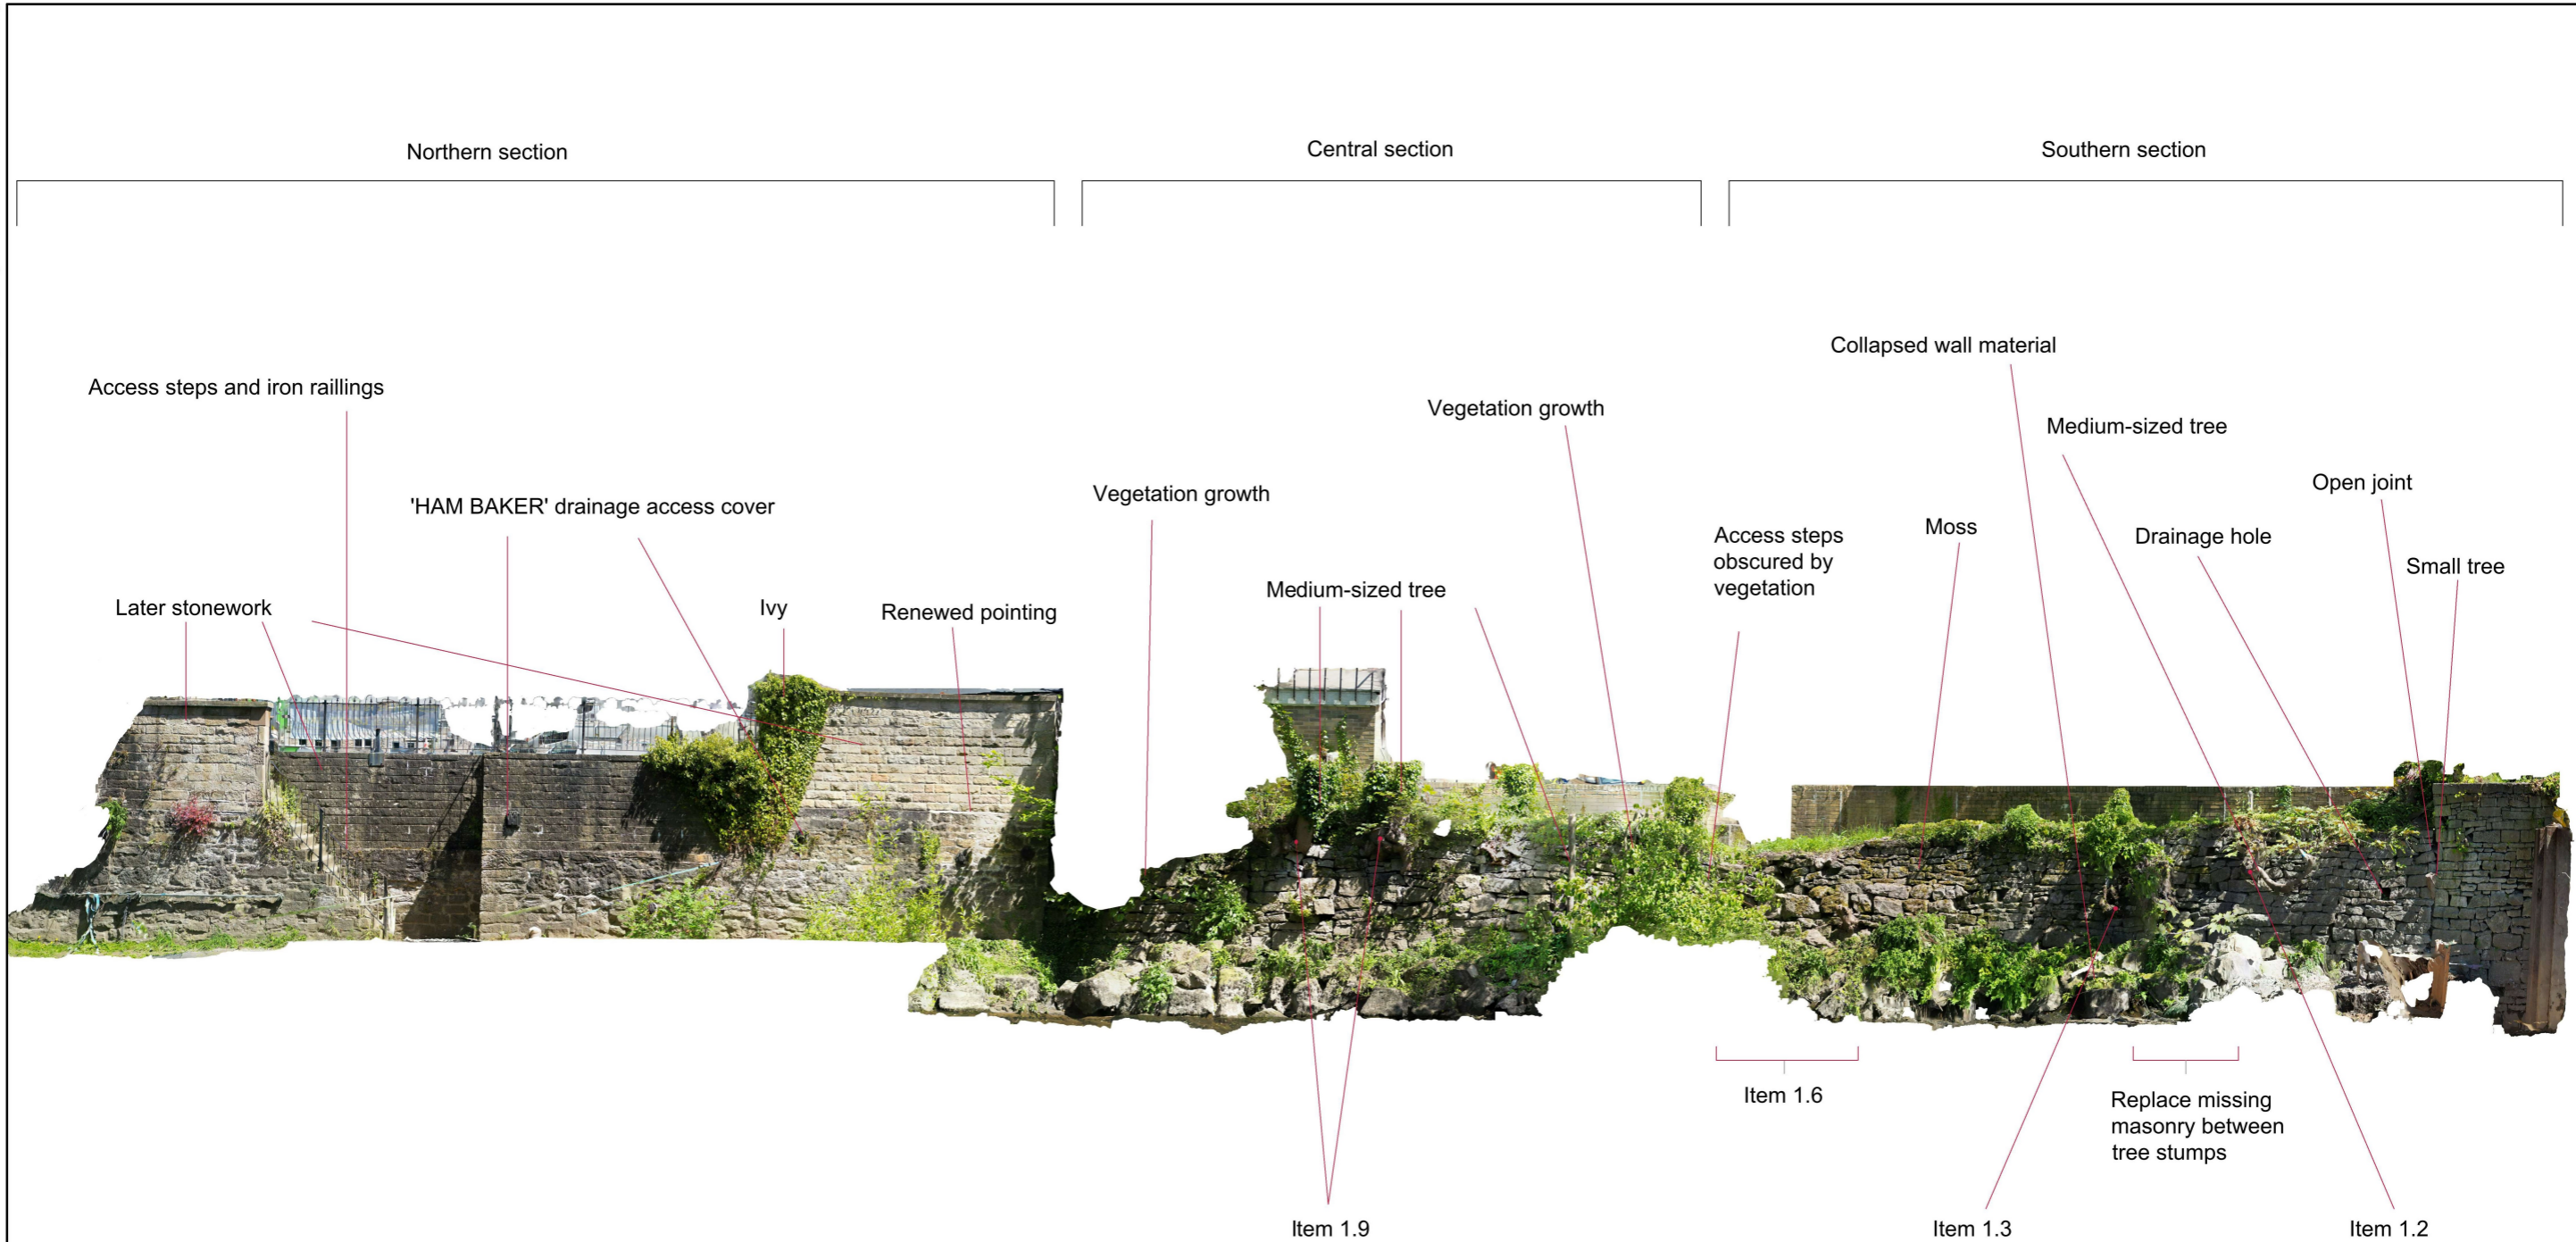 Northern section
Central section
Southern section
Collapsed wall material
Access steps and iron raillings
Vegetation growth
Medium-sized tree
Open joint
'HAM BAKER' drainage access cover
Vegetation growth
Moss
Access steps
obscured by
vegetation
Drainage hole
Small tree
Medium-sized tree
Later stonework
Ivy
Renewed pointing
Item 1.6
Replace missing
masonry between
tree stumps
Item 1.9
Item 1.3
Item 1.2